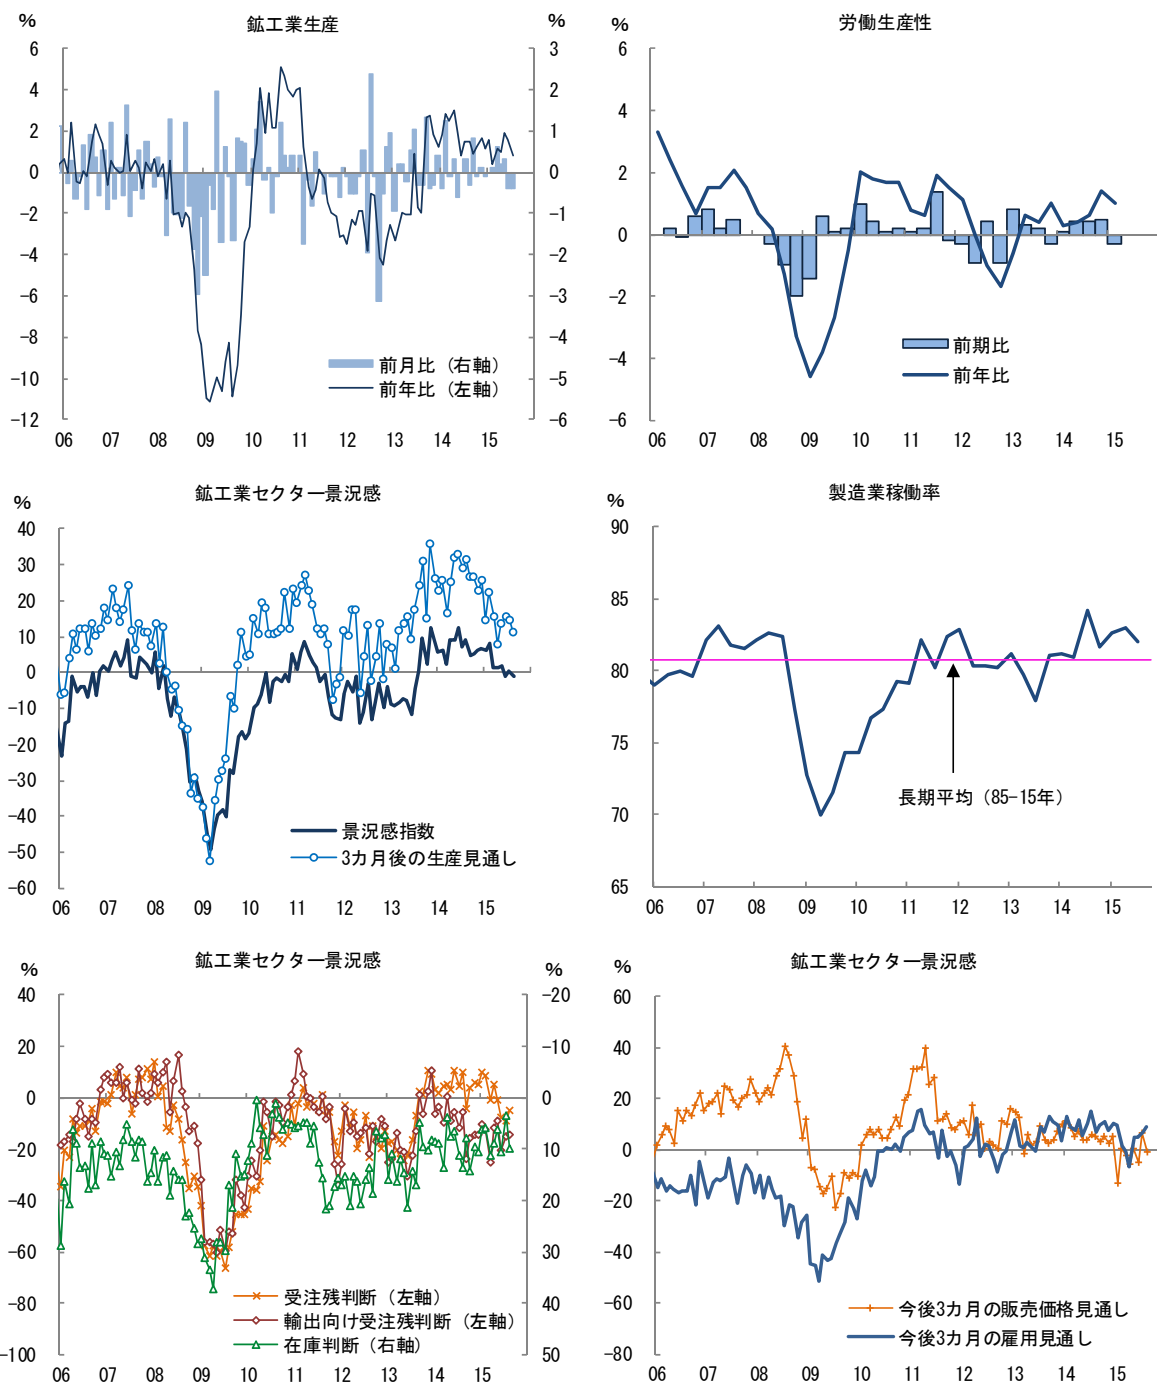 鉱工業生産
% %
6 3
4 2
2 1
0 0
-2 -1
-4 -2
-6 -3
-8 -4
-10 -5
-12 -6
前月比（右軸）
前年比（左軸）
06 07 08 09 10 11 12 13 14 15
労働生産性
%
6
4
2
0
-2
-4
-6
前期比
前年比
06 07 08 09 10 11 12 13 14 15
鉱工業セクター景況感
%
40
30
20
10
0
-10
-20
-30
-40
-50
-60
景況感指数
3カ月後の生産見通し
06 07 08 09 10 11 12 13 14 15
製造業稼働率
%
90
85
80
75
70
65
長期平均（85-15年）
06 07 08 09 10 11 12 13 14 15
鉱工業セクター景況感
% %
40 -20
20 -10
0 0
-20 10
-40 20
-60 30
-80 40
-100 50
受注残判断（左軸）
輸出向け受注残判断（左軸）
在庫判断（右軸）
06 07 08 09 10 11 12 13 14 15
鉱工業セクター景況感
%
60
40
20
0
-20
-40
-60
-80
今後3カ月の販売価格見通し
今後3カ月の雇用見通し
06 07 08 09 10 11 12 13 14 15